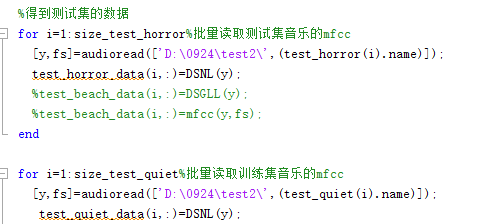 %得到测试集的数据
for i=1:size_test_horror%批量读取测试集音乐的mfcc
[y,fs]=audioread(['D:\0924\test2\',(test_horror(i).name)]);
test_horror_data(i,:)=DSNL(y);
%test_beach_data(i,:)=DSGLL(y);
%test_beach_data(i,:)=mfcc(y,fs);
end
for i=1:size_test_quiet%批量读取训练集音乐的mfcc
[y,fs]=audioread(['D:\0924\test2\',(test_quiet(i).name)]);
test_quiet_data(i,:)=DSNL(y);